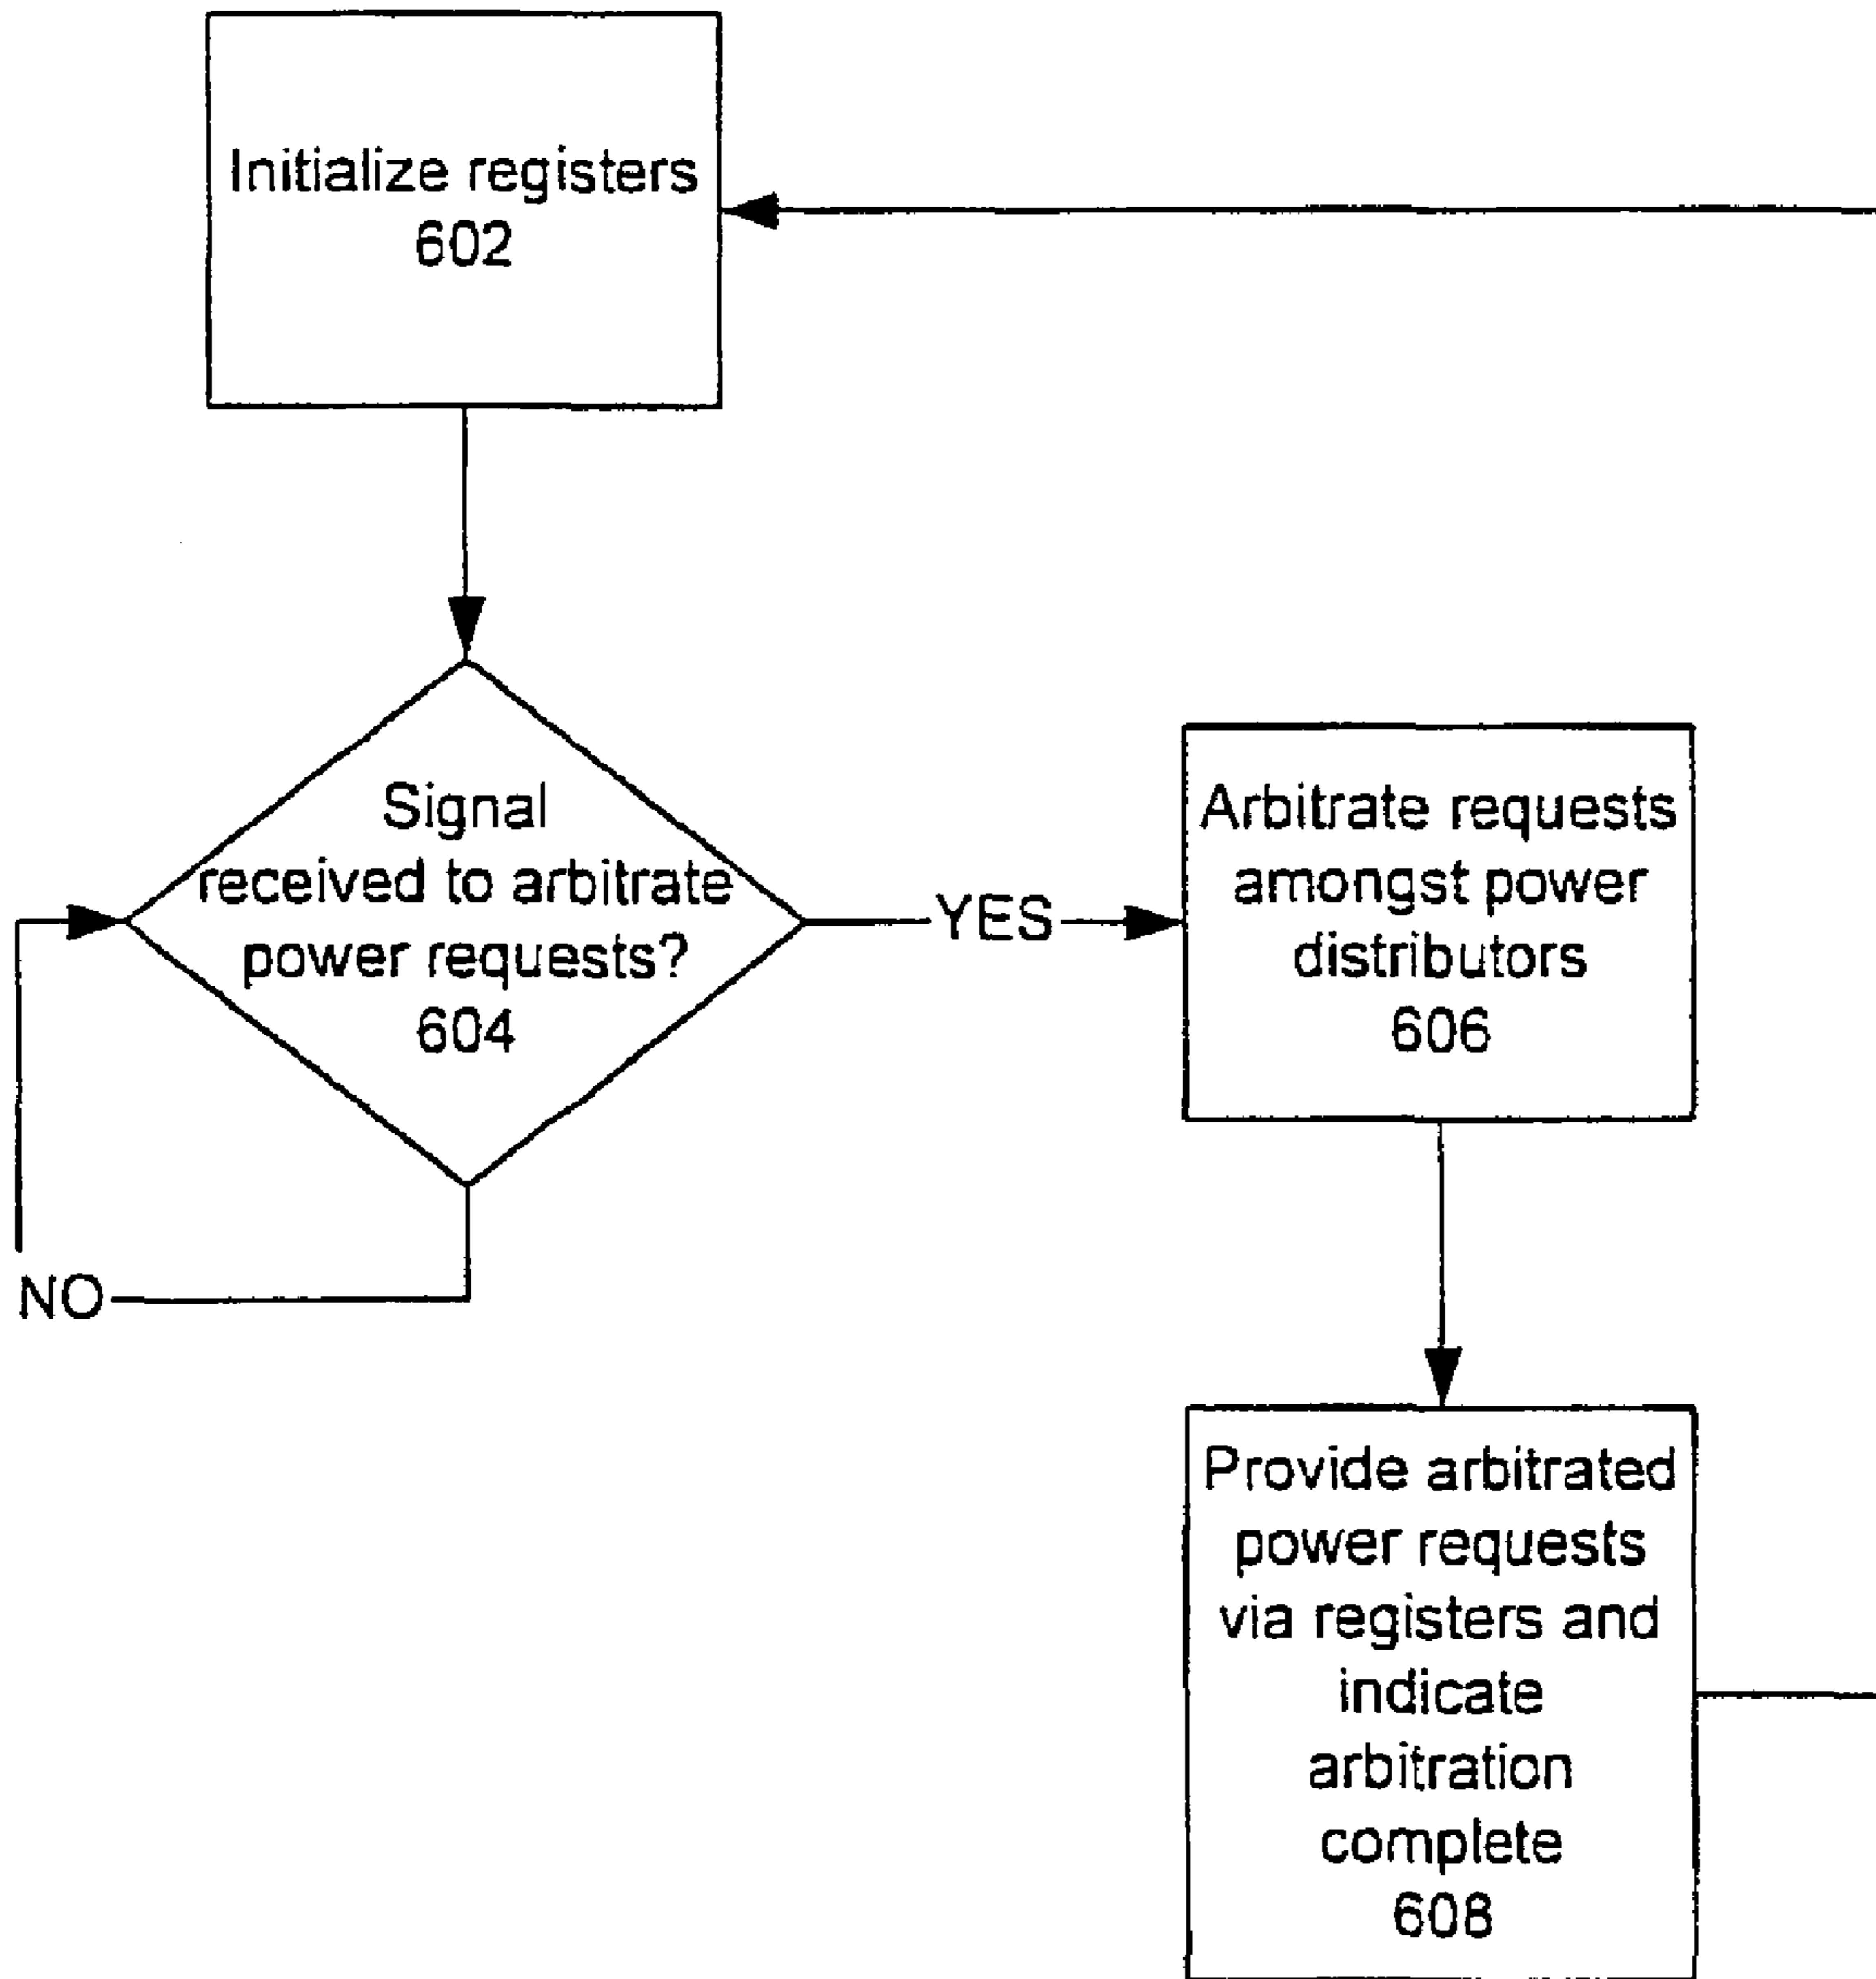 Initialize registers
602
Signal
received to arbitrate
power requests?
604
YES
NO
Arbitrate requests
amongst power
distributors
606
Provide arbitrated
power requests
via registers and
indicate
arbitration
complete
608